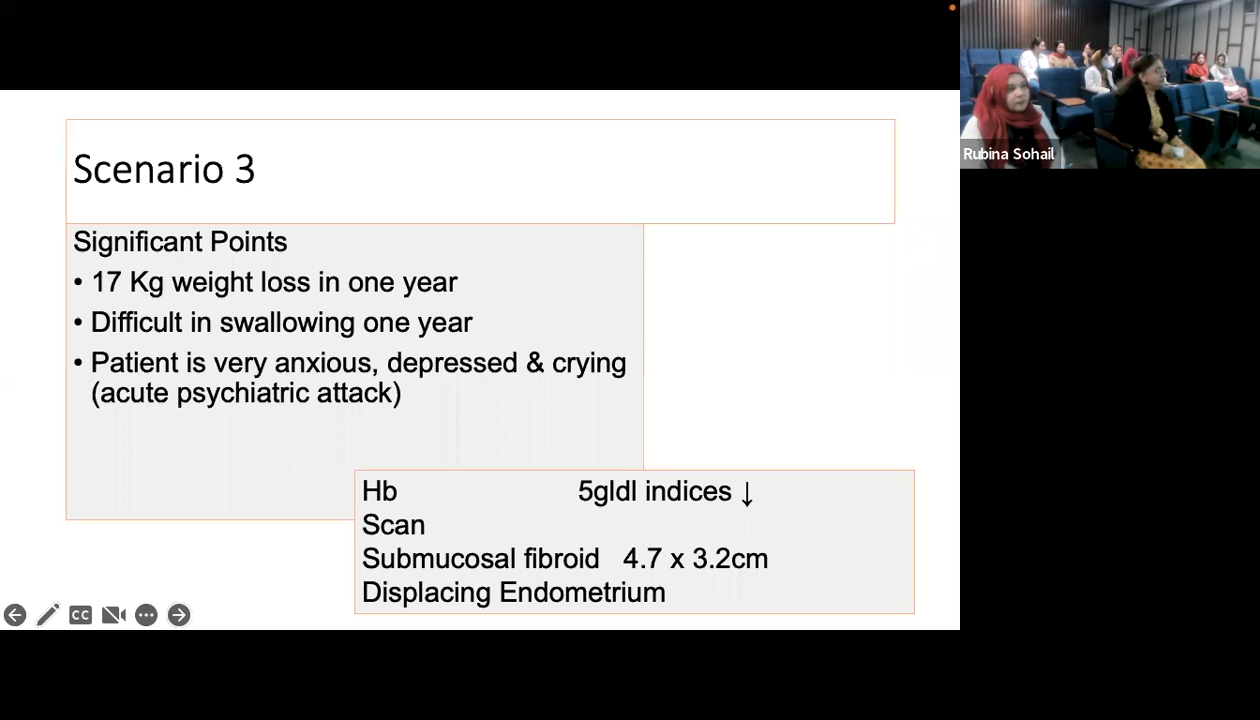 Scenario 3
Significant Points
• 17 Kg weight loss in one year
• Difficult in swallowing one year
• Patient is very anxious, depressed & crying
(acute psychiatric attack)
Hb 5gldl indices ↓
Scan
Submucosal fibroid 4.7 x 3.2cm
Displacing Endometrium
CC
Rubina Sohail